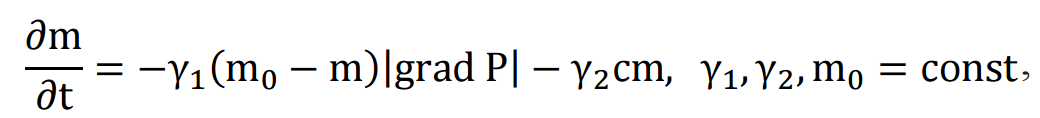 ∂m/∂t = −γ₁(m₀ − m)|grad P| − γ₂cm, γ₁, γ₂, m₀ = const,